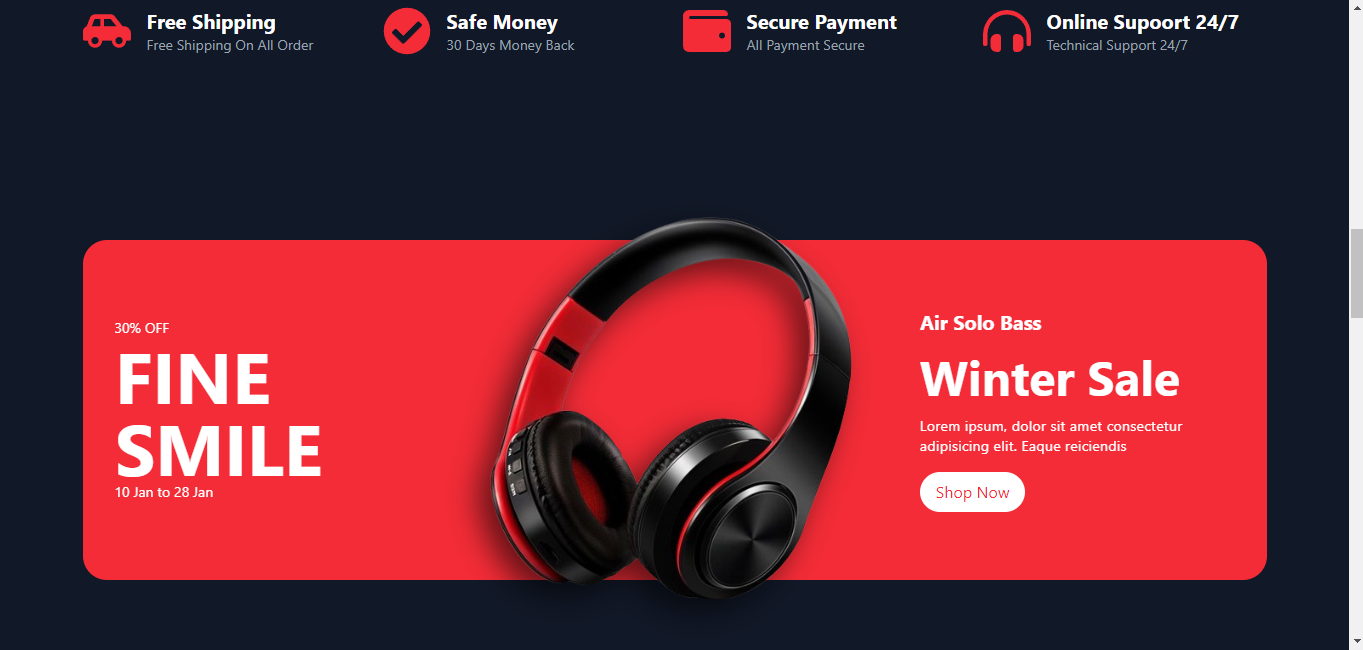 Free Shipping
Free Shipping On All Order
Safe Money
30 Days Money Back
Secure Payment
All Payment Secure
Online Supoort 24/7
Technical Support 24/7
30% OFF
FINE
SMILE
10 Jan to 28 Jan
Air Solo Bass
Winter Sale
Lorem ipsum, dolor sit amet consectetur
adipisicing elit. Eaque reiciendis
Shop Now